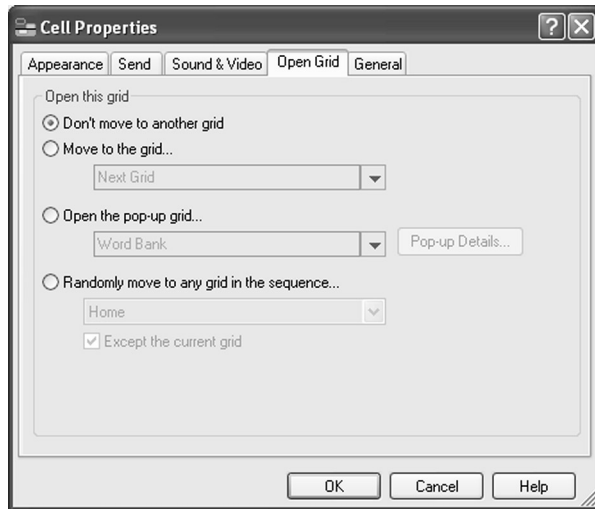 Cell Properties
Appearance Send Sound & Video Open Grid General
Open this grid
Don't move to another grid
Move to the grid...
Next Grid
Open the pop-up grid...
Word Bank Pop-up Details...
Randomly move to any grid in the sequence...
Home
Except the current grid
OK Cancel Help